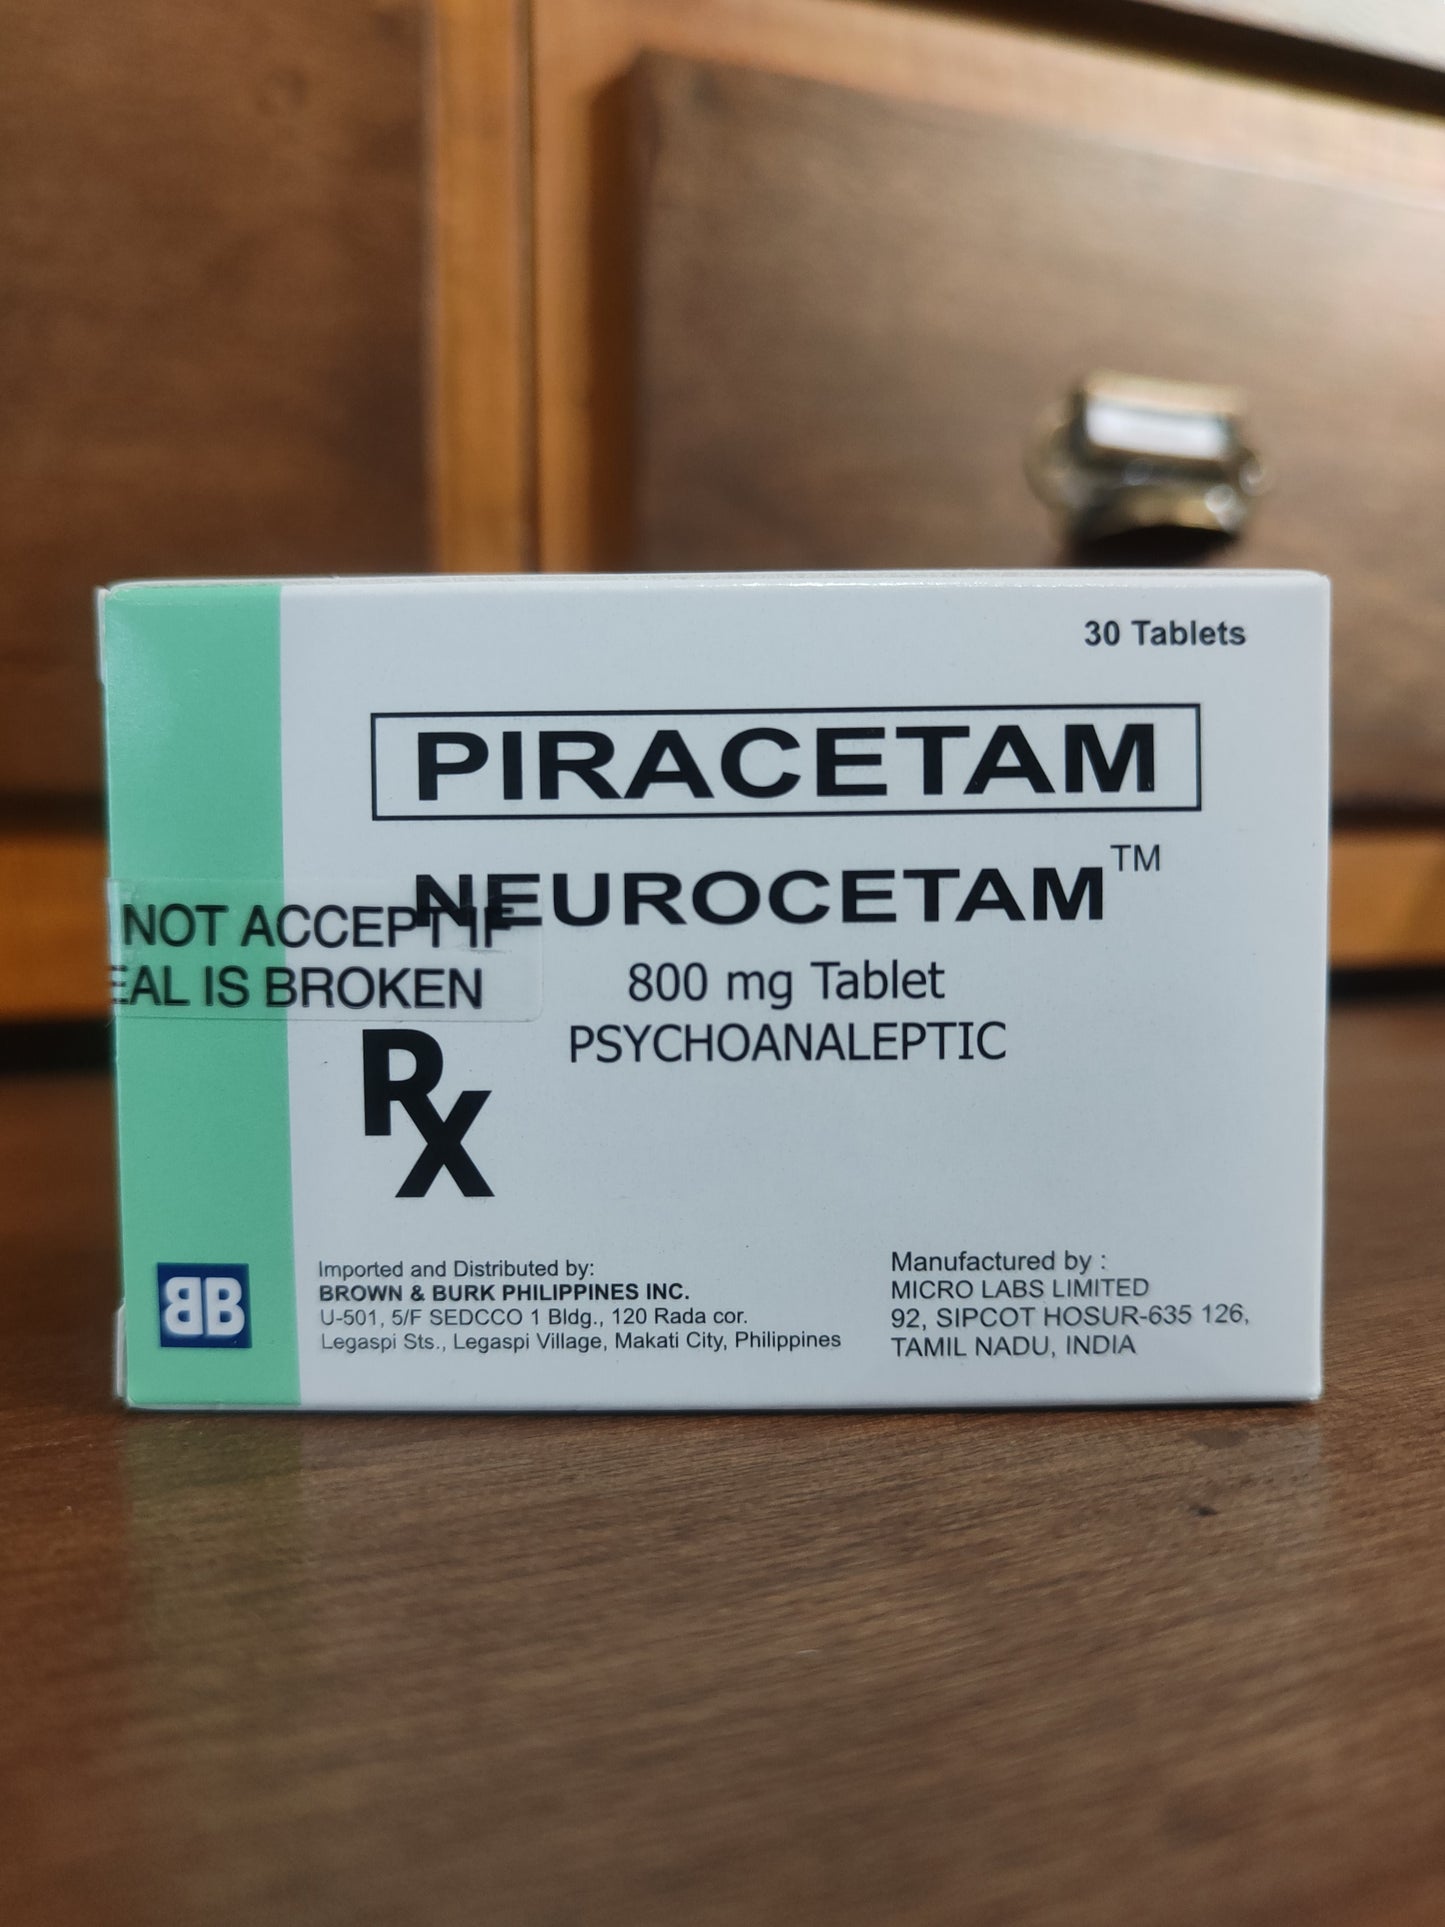 30 Tablets
PIRACETAM
NEUROCETAM™
NOT ACCEPT IF
EAL IS BROKEN
800 mg Tablet
PSYCHOANALEPTIC
Rx
BB
Imported and Distributed by:
BROWN & BURK PHILIPPINES INC.
U-501, 5/F SEDCCO 1 Bldg., 120 Rada cor.
Legaspi Sts., Legaspi Village, Makati City, Philippines
Manufactured by :
MICRO LABS LIMITED
92, SIPCOT HOSUR-635 126,
TAMIL NADU, INDIA